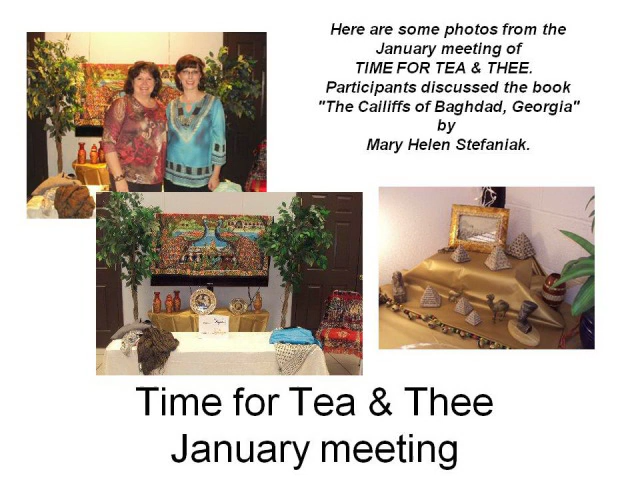 Here are some photos from the
January meeting of
TIME FOR TEA & THEE.
Participants discussed the book
"The Cailiffs of Baghdad, Georgia"
by
Mary Helen Stefaniak.
Time for Tea & Thee
January meeting